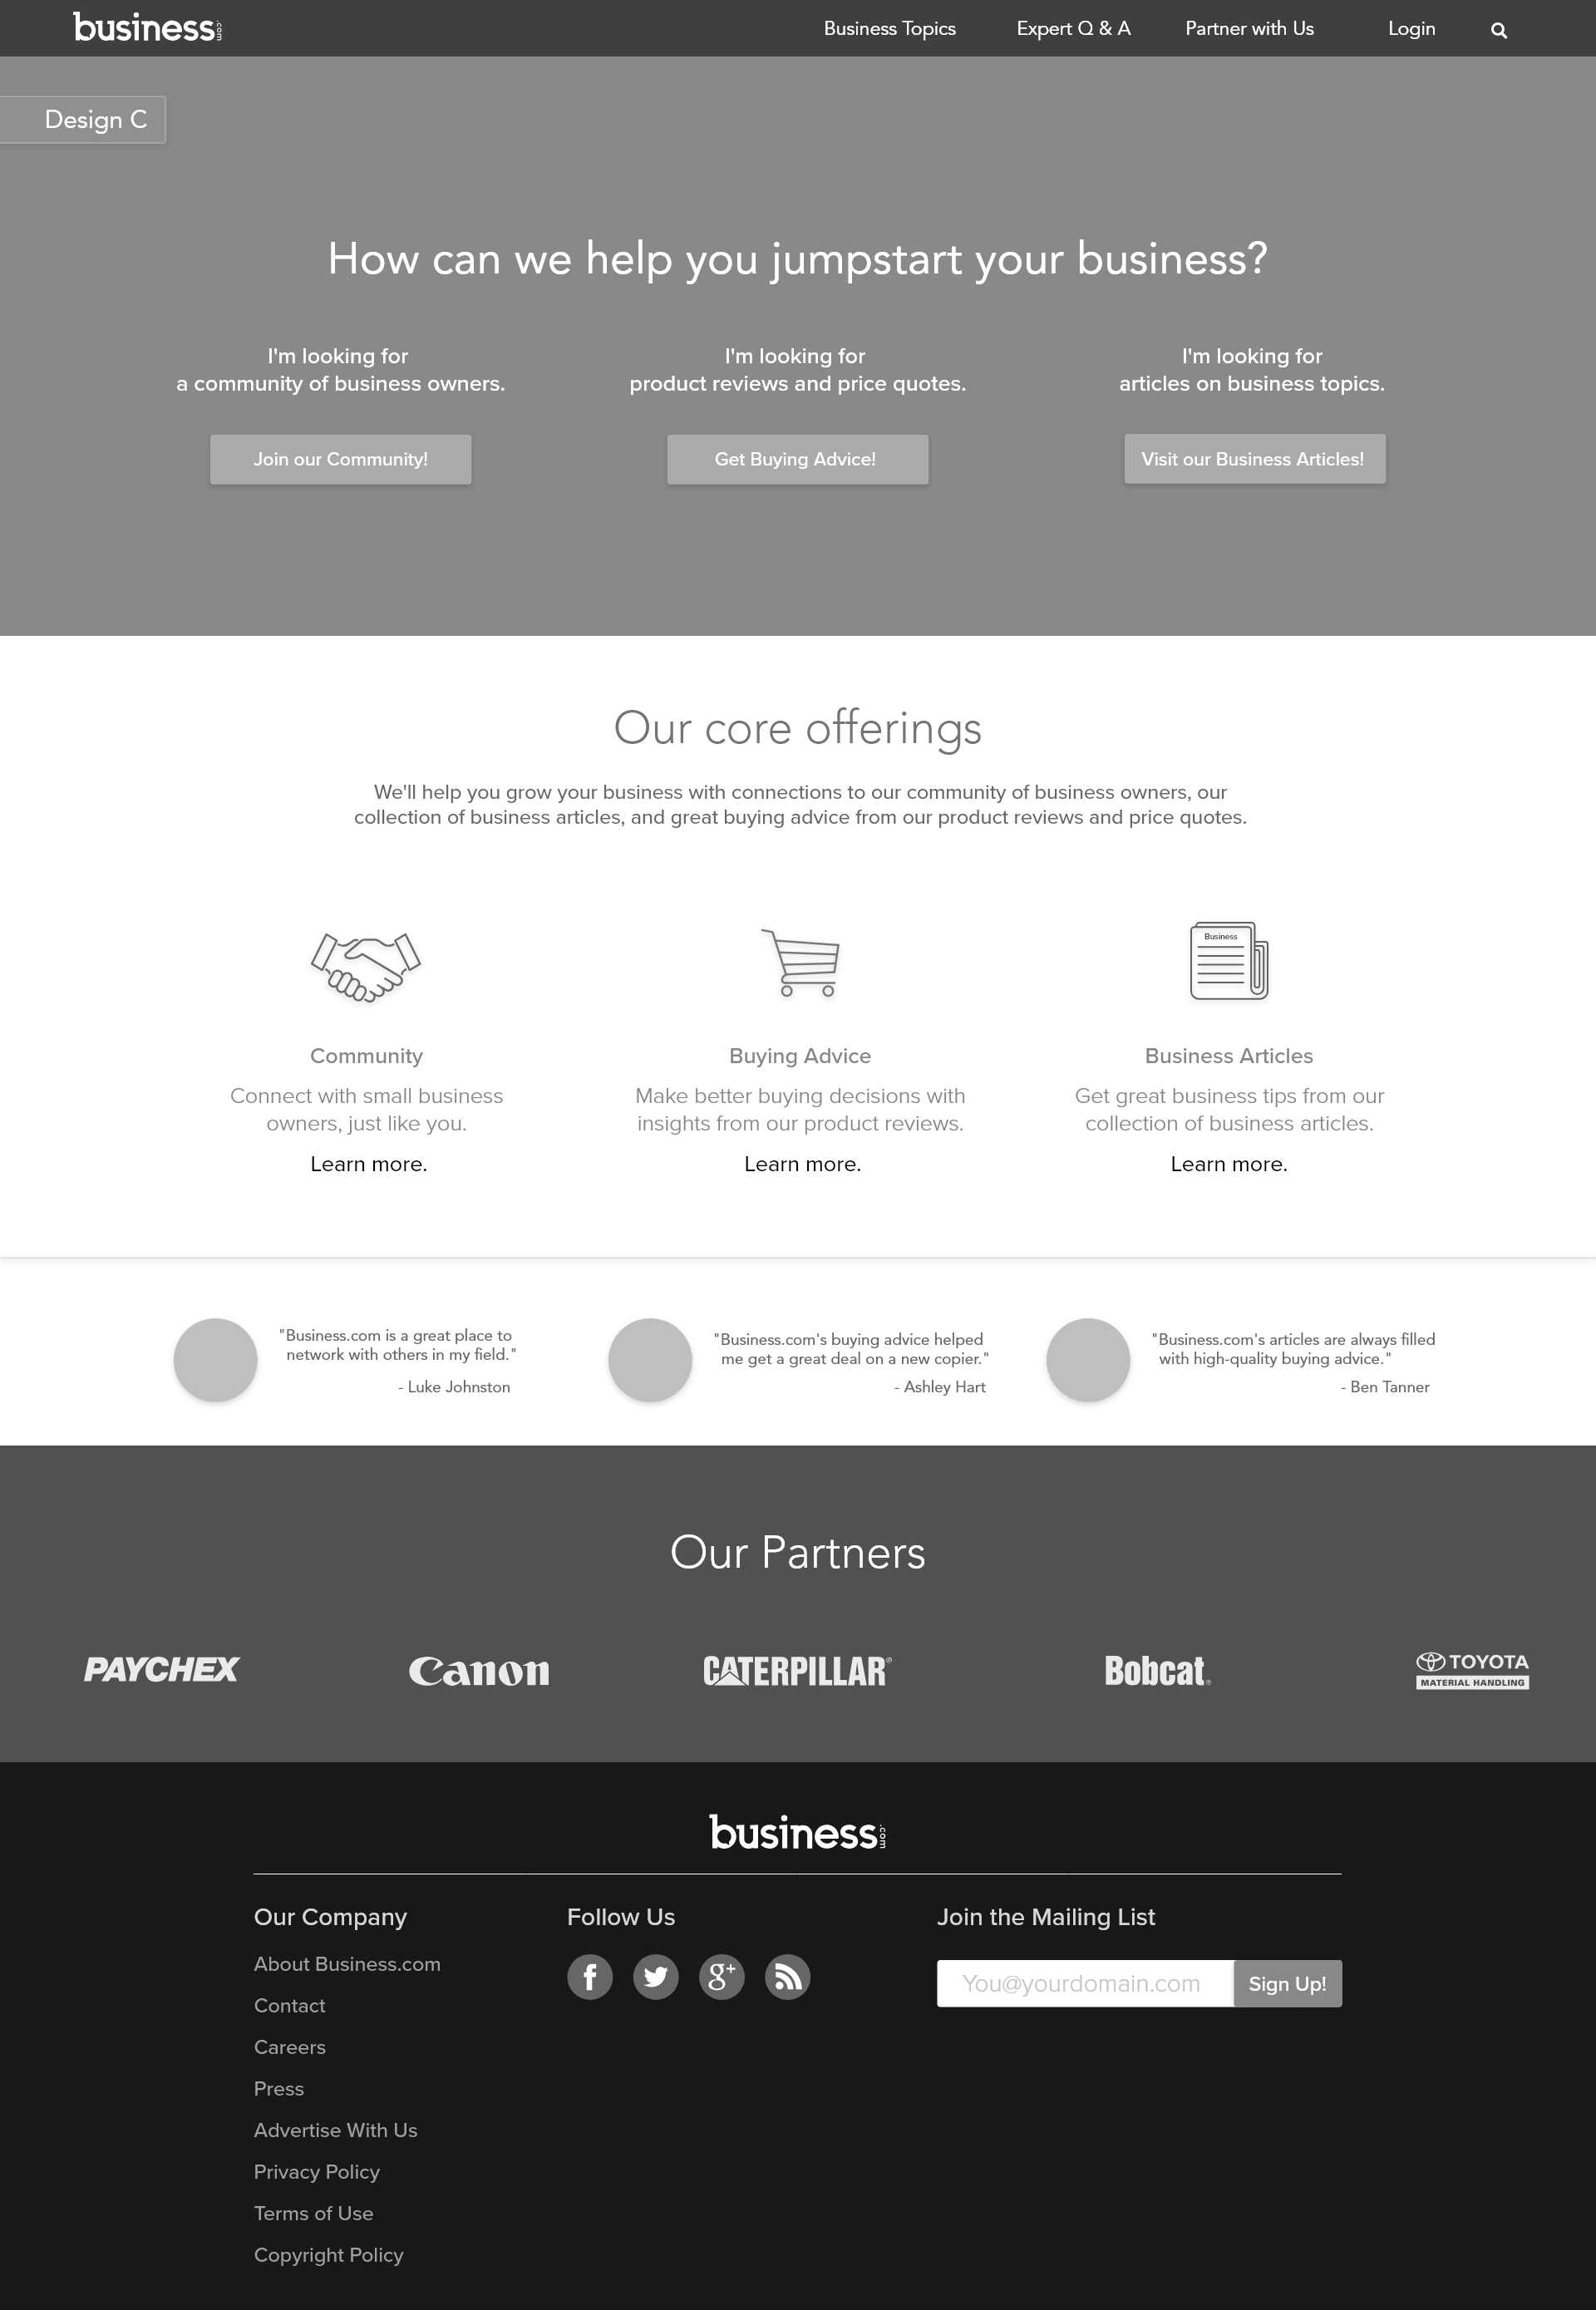 business.com
Business Topics
Expert Q & A
Partner with Us
Login
Design C
How can we help you jumpstart your business?
I'm looking for
a community of business owners.
Join our Community!
I'm looking for
product reviews and price quotes.
Get Buying Advice!
I'm looking for
articles on business topics.
Visit our Business Articles!
Our core offerings
We'll help you grow your business with connections to our community of business owners, our
collection of business articles, and great buying advice from our product reviews and price quotes.
Community
Connect with small business
owners, just like you.
Learn more.
Buying Advice
Make better buying decisions with
insights from our product reviews.
Learn more.
Business
Business Articles
Get great business tips from our
collection of business articles.
Learn more.
"Business.com is a great place to
network with others in my field."
- Luke Johnston
"Business.com's buying advice helped
me get a great deal on a new copier."
- Ashley Hart
"Business.com's articles are always filled
with high-quality buying advice."
- Ben Tanner
Our Partners
PAYCHEX
Canon
CATERPILLAR®
Bobcat®
TOYOTA
MATERIAL HANDLING
business.com
Our Company
About Business.com
Contact
Careers
Press
Advertise With Us
Privacy Policy
Terms of Use
Copyright Policy
Follow Us
f
g+
Join the Mailing List
You@yourdomain.com
Sign Up!